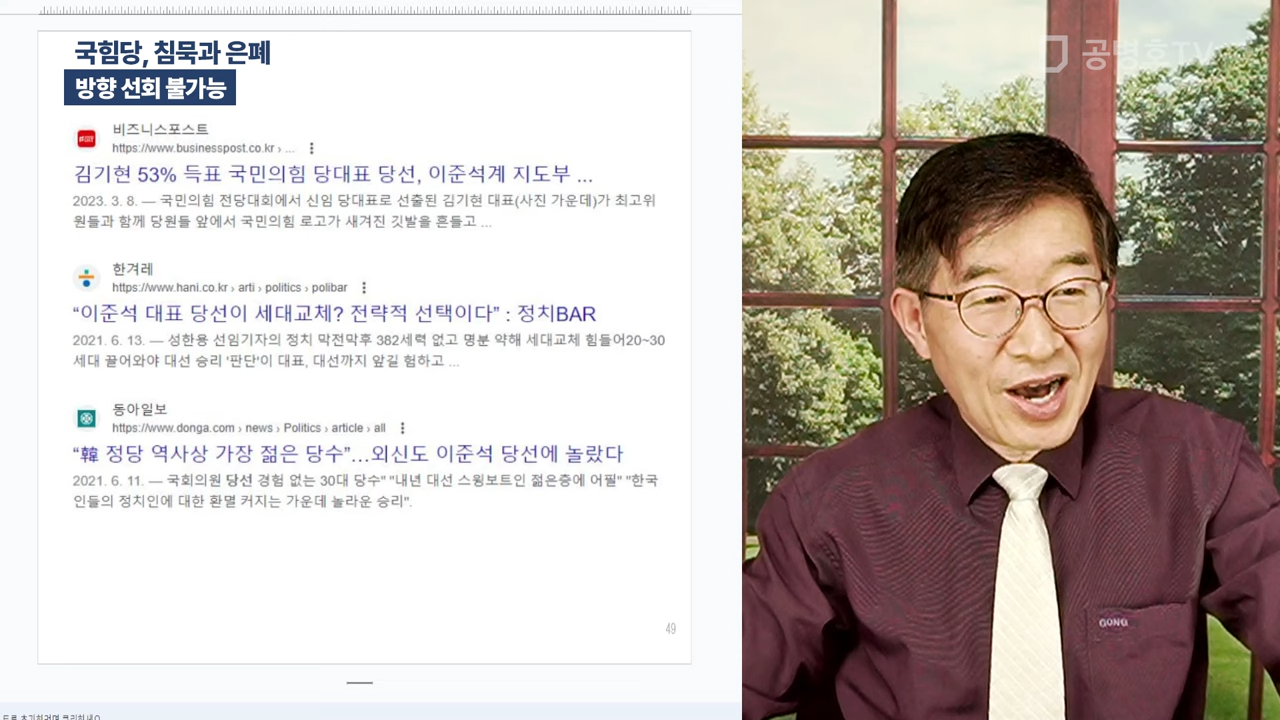 국힘당, 침묵과 은폐
방향 선회 불가능
비즈니스포스트
https://www.businesspost.co.kr › ...
김기현 53% 득표 국민의힘 당대표 당선, 이준석계 지도부 ...
2023. 3. 8. — 국민의힘 전당대회에서 신임 당대표로 선출된 김기현 대표(사진 가운데)가 최고위
원들과 함께 당원들 앞에서 국민의힘 로고가 새겨진 깃발을 흔들고 ...
한겨레
https://www.hani.co.kr › arti › politics › polibar
“이준석 대표 당선이 세대교체? 전략적 선택이다” : 정치BAR
2021. 6. 13. — 성한용 선임기자의 정치 막전막후 382세력 없고 명분 약해 세대교체 힘들어20~30
세대 끌어와야 대선 승리 '판단'이 대표, 대선까지 앞길 험하고 ...
동아일보
https://www.donga.com › news › Politics › article › all
“韓 정당 역사상 가장 젊은 당수”…외신도 이준석 당선에 놀랐다
2021. 6. 11. — 국회의원 당선 경험 없는 30대 당수" "내년 대선 스윙보트인 젊은층에 어필" "한국
인들의 정치인에 대한 환멸 커지는 가운데 놀라운 승리".
49
공병호TV
GONG